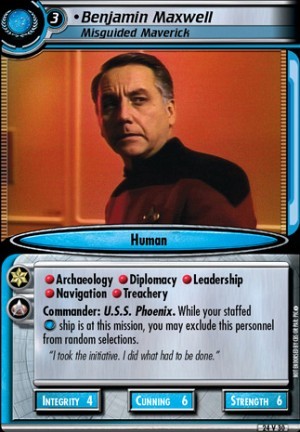 3 •Benjamin Maxwell
Misguided Maverick
Human
Archaeology Diplomacy Leadership
Navigation Treachery
Commander: U.S.S. Phoenix. While your staffed
ship is at this mission, you may exclude this personnel
from random selections.
"I took the initiative. I did what had to be done."
INTEGRITY 4 CUNNING 6 STRENGTH 6
24 V 30